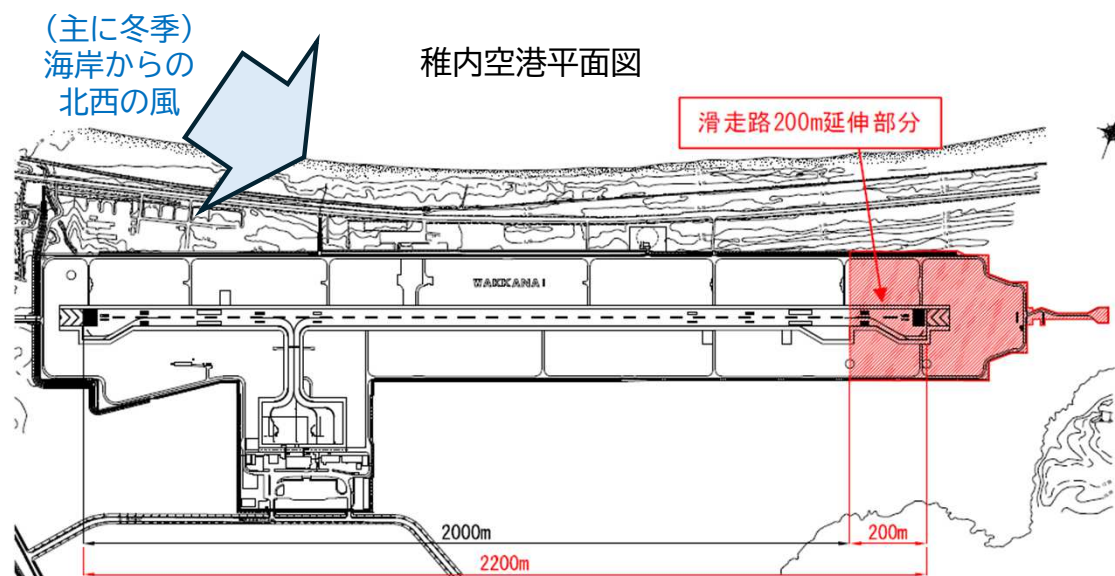 (主に冬季)
海岸からの
北西の風
稚内空港平面図
滑走路200m延伸部分
WAKKANAI
2000m
200m
2200m